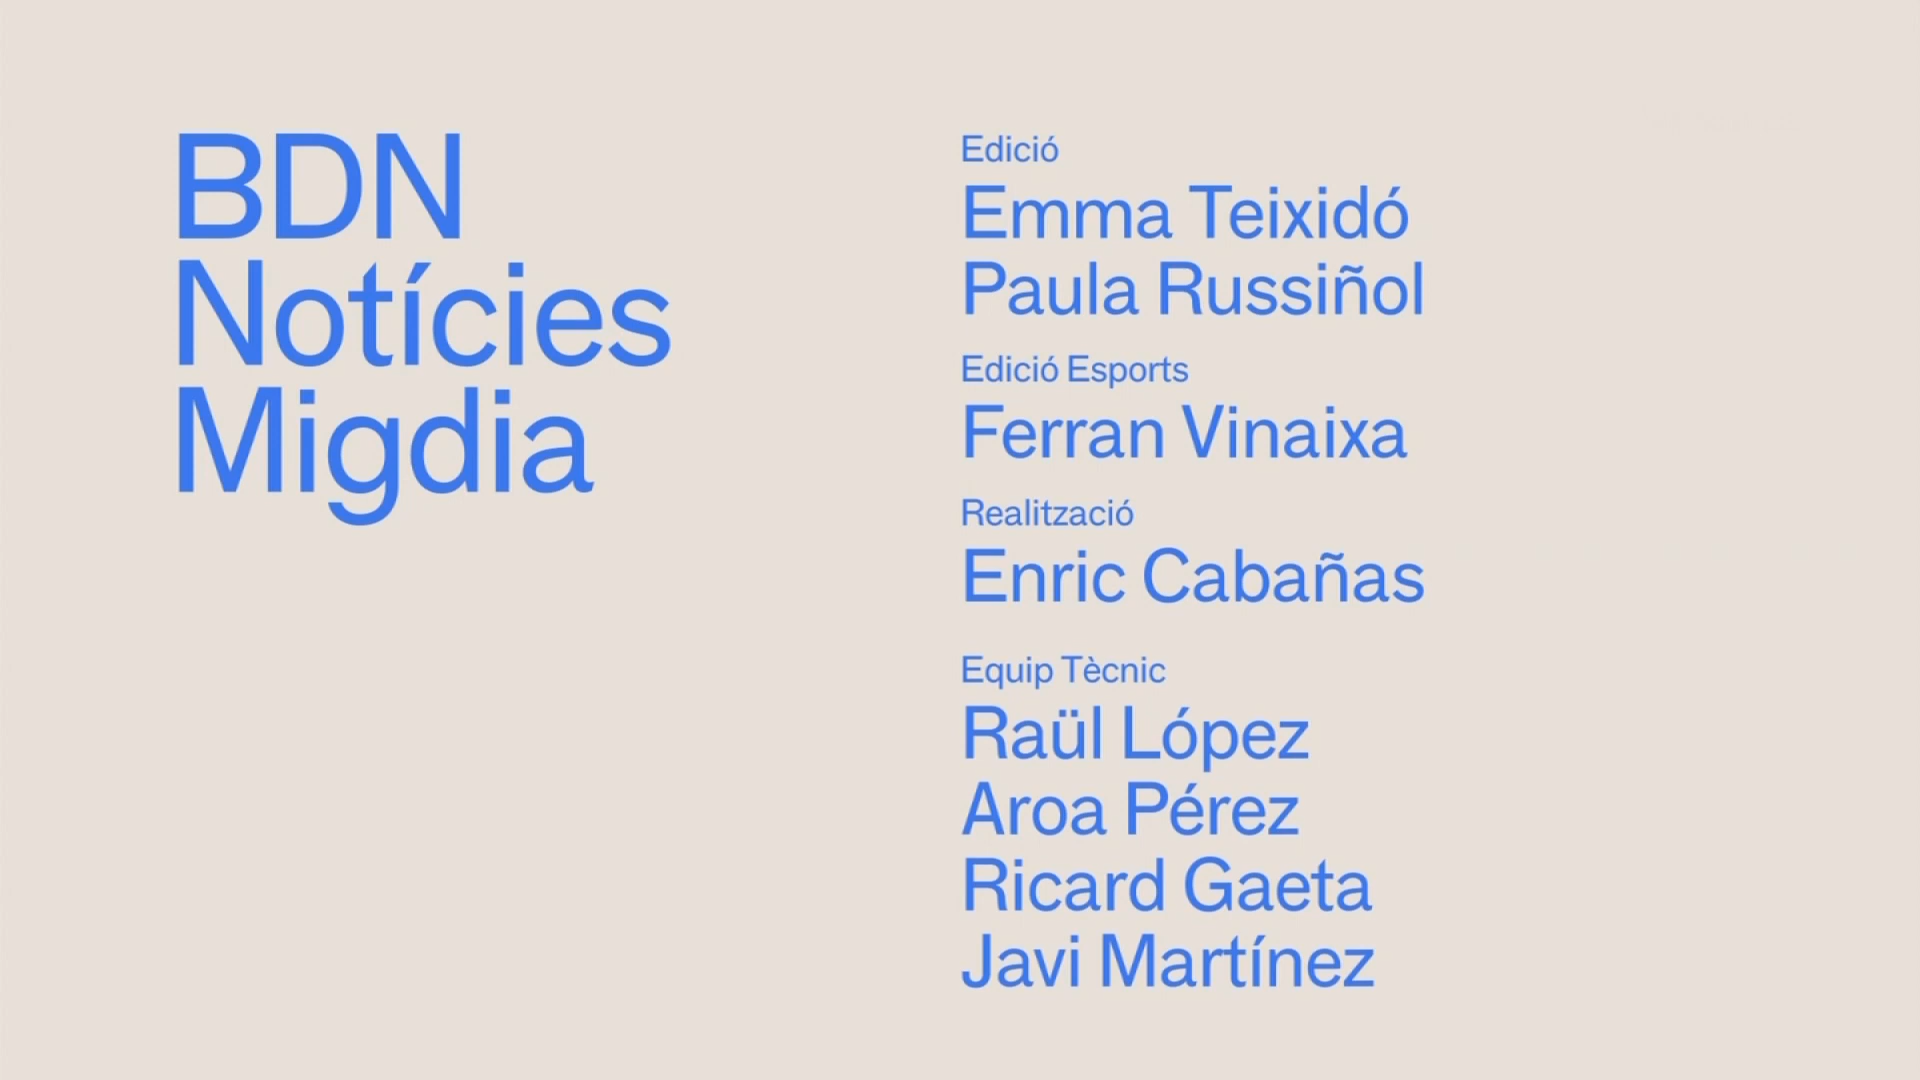 BDN
Notícies
Migdia
Edició
Emma Teixidó
Paula Russiñol
Edició Esports
Ferran Vinaixa
Realització
Enric Cabañas
Equip Tècnic
Raül López
Aroa Pérez
Ricard Gaeta
Javi Martínez